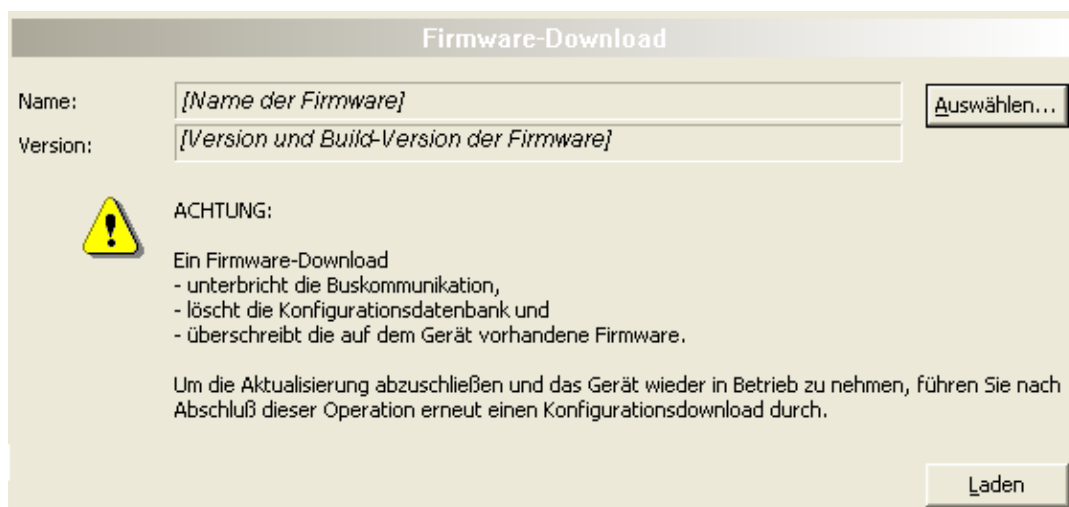 Firmware-Download
Name: [Name der Firmware] Auswählen...
Version: [Version und Build-Version der Firmware]
ACHTUNG:
Ein Firmware-Download
- unterbricht die Buskommunikation,
- löscht die Konfigurationsdatenbank und
- überschreibt die auf dem Gerät vorhandene Firmware.
Um die Aktualisierung abzuschließen und das Gerät wieder in Betrieb zu nehmen, führen Sie nach
Abschluß dieser Operation erneut einen Konfigurationsdownload durch.
Laden